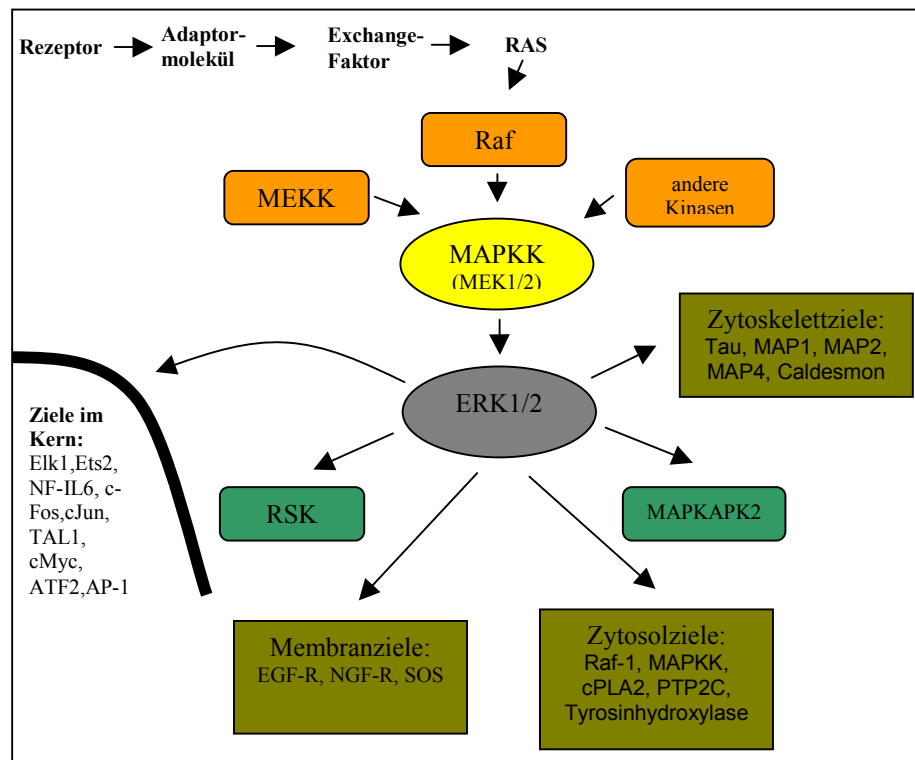 Rezeptor
Adaptor-
molekül
Exchange-
Faktor
RAS
Raf
MEKK
andere
Kinasen
MAPKK
(MEK1/2)
Zytoskelettziele:
Tau, MAP1, MAP2,
MAP4, Caldesmon
ERK1/2
Ziele im
Kern:
Elk1,Ets2,
NF-IL6, c-
Fos,cJun,
TAL1,
cMyc,
ATF2,AP-1
RSK
MAPKAPK2
Membranziele:
EGF-R, NGF-R, SOS
Zytosolziele:
Raf-1, MAPKK,
cPLA2, PTP2C,
Tyrosinhydroxylase